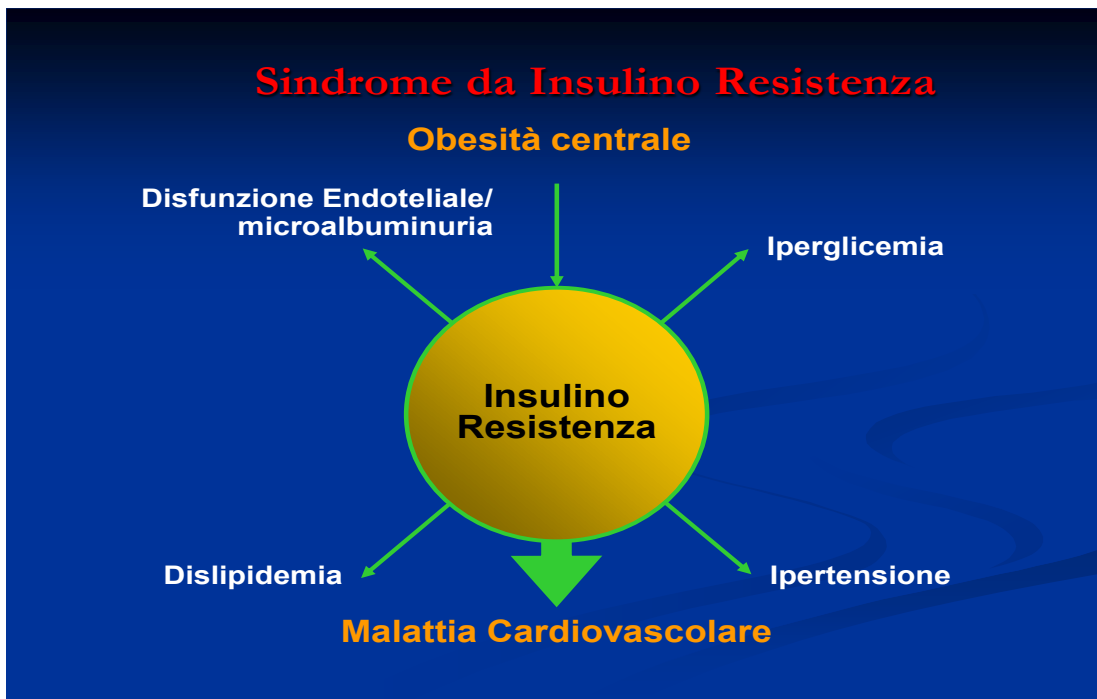 Sindrome da Insulino Resistenza
Obesità centrale
Disfunzione Endoteliale/
microalbuminuria
Iperglicemia
Insulino
Resistenza
Dislipidemia
Ipertensione
Malattia Cardiovascolare